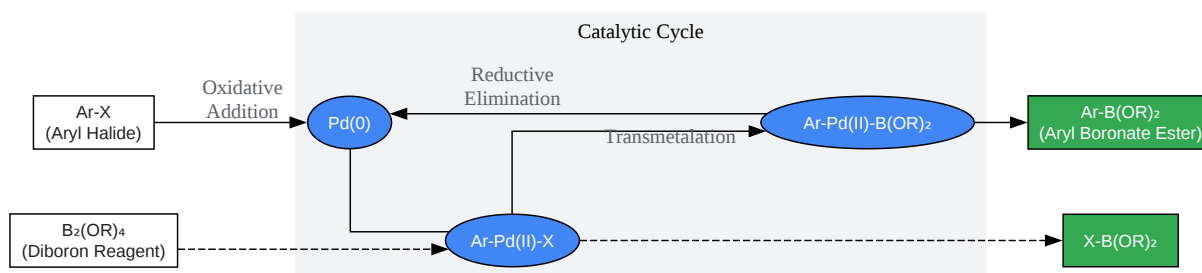 Catalytic Cycle
Oxidative
Addition
Reductive
Elimination
Ar-X
(Aryl Halide)
Pd(0)
Ar-Pd(II)-B(OR)₂
Ar-B(OR)₂
(Aryl Boronate Ester)
Transmetalation
B₂(OR)₄
(Diboron Reagent)
Ar-Pd(II)-X
X-B(OR)₂